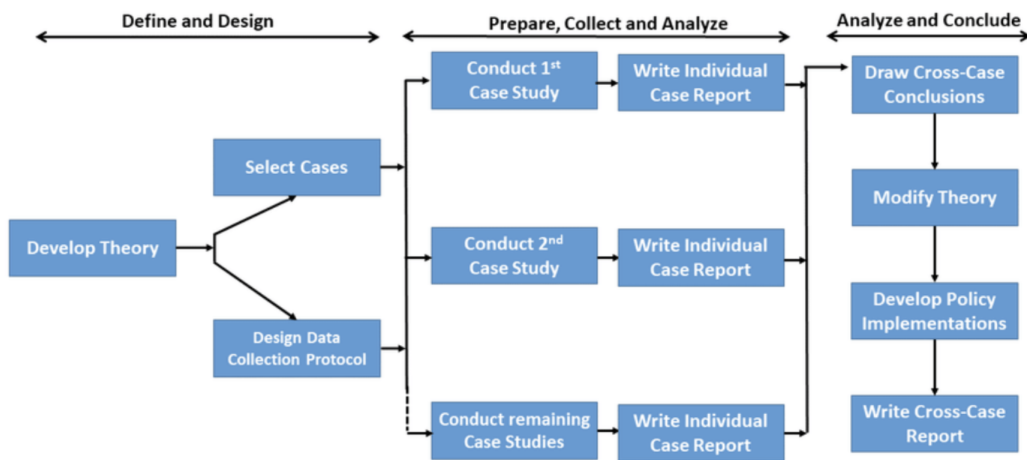 Define and Design
Prepare, Collect and Analyze
Analyze and Conclude
Develop Theory
Select Cases
Design Data
Collection Protocol
Conduct 1st
Case Study
Write Individual
Case Report
Conduct 2nd
Case Study
Write Individual
Case Report
Conduct remaining
Case Studies
Write Individual
Case Report
Draw Cross-Case
Conclusions
Modify Theory
Develop Policy
Implementations
Write Cross-Case
Report